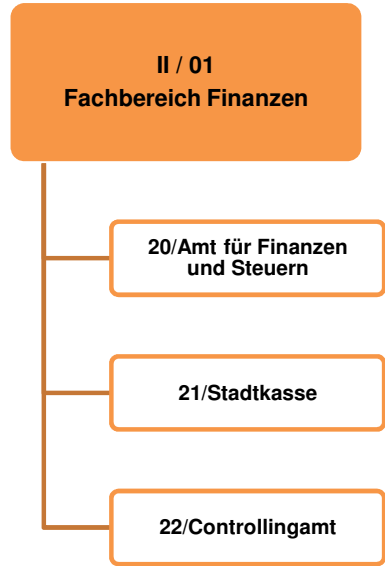 II / 01
Fachbereich Finanzen
20/Amt für Finanzen
und Steuern
21/Stadtkasse
22/Controllingamt